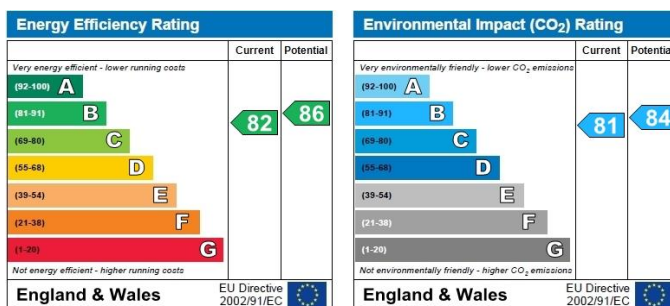 Energy Efficiency Rating
Current Potential
Very energy efficient - lower running costs
(92-100) A
(81-91) B
(69-80) C
(55-68) D
(39-54) E
(21-38) F
(1-20) G
82
86
Not energy efficient - higher running costs
England & Wales
EU Directive
2002/91/EC
Environmental Impact (CO₂) Rating
Current Potential
Very environmentally friendly - lower CO₂ emissions
(92-100) A
(81-91) B
(69-80) C
(55-68) D
(39-54) E
(21-38) F
(1-20) G
81
84
Not environmentally friendly - higher CO₂ emissions
England & Wales
EU Directive
2002/91/EC